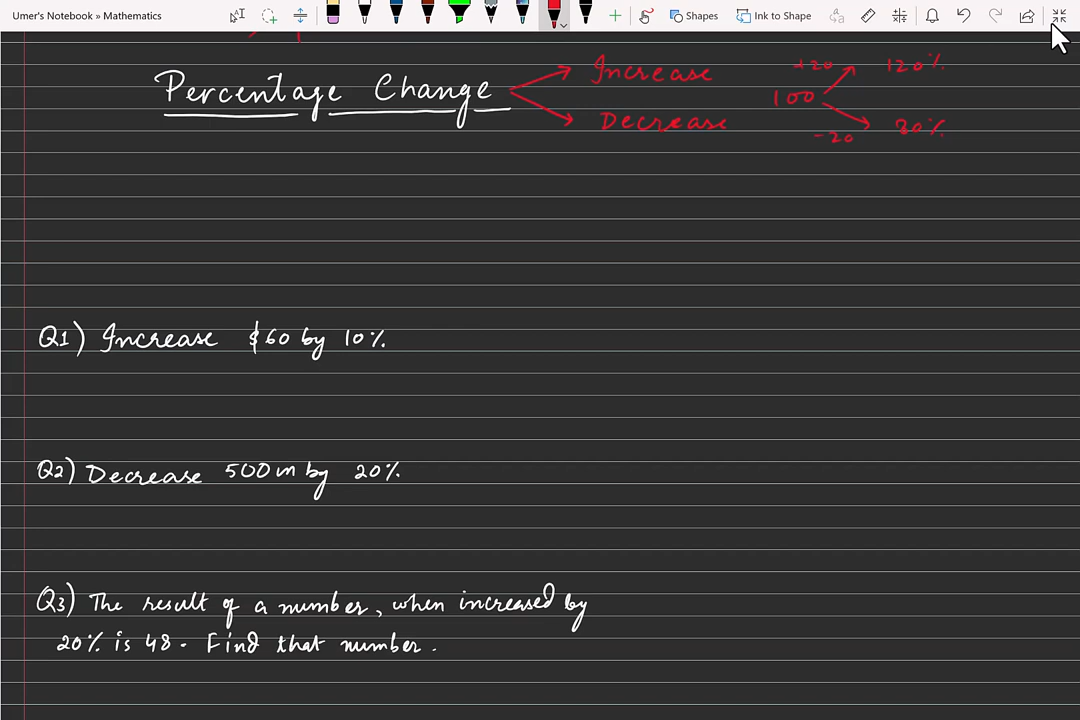 Umer's Notebook » Mathematics
Shapes
Ink to Shape
Percentage Change
Increase
Decrease
100
+20
120%
-20
80%
Q1) Increase $60 by 10%.
Q2) Decrease 500m by 20%.
Q3) The result of a number, when increased by
20% is 48. Find that number.